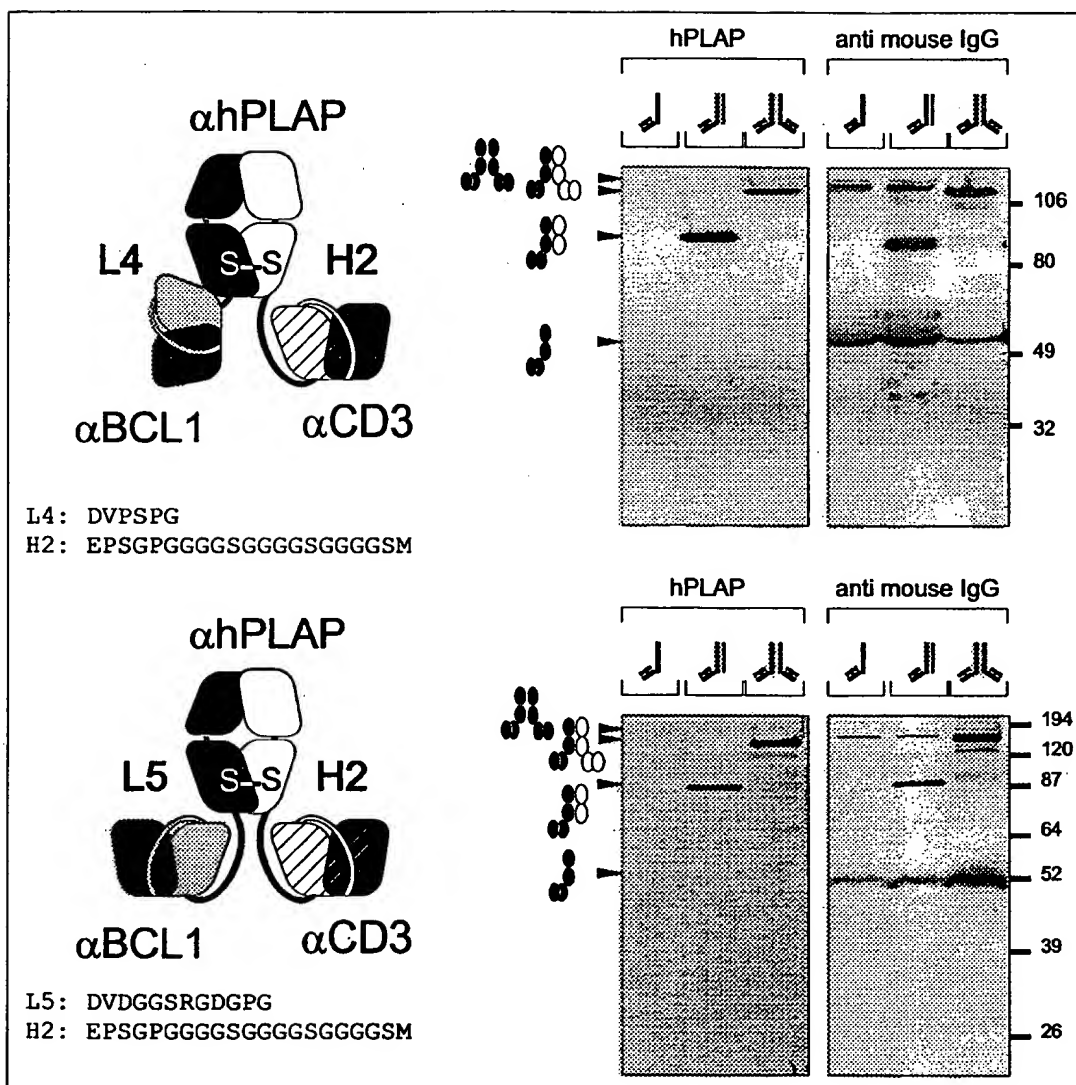 hPLAP
anti mouse IgG
αhPLAP
L4
S--S
H2
αBCL1
αCD3
106
80
49
32
L4: DVPSPG
H2: EPSGPGGGGSGGGGSGGGGSM
hPLAP
anti mouse IgG
αhPLAP
L5
S--S
H2
αBCL1
αCD3
194
120
87
64
52
39
26
L5: DVDGGSRGDGPG
H2: EPSGPGGGGSGGGGSGGGGSM